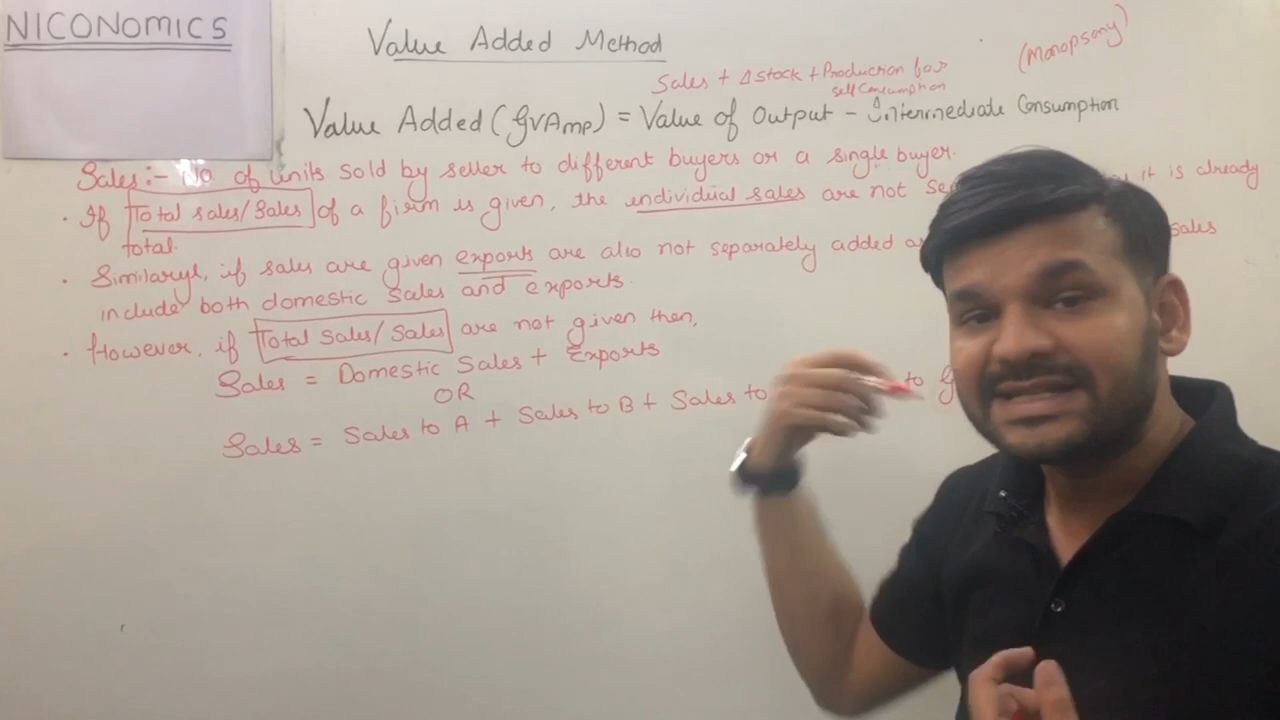 NICONOMICS
Value Added Method
(Monopsony)
Sales + Δstock + Production for
self consumption
Value Added (GVAMP) = Value of Output - Intermediate Consumption
Sales:- No of Units sold by seller to different buyers or a single buyer.
· If Total sales/Sales of a firm is given, the individual sales are not it is already
total.
· Similaryl, if sales are given exports are also not separately added as sales
include both domestic sales and exports.
· However, if Total Sales/Sales are not given then,
Sales = Domestic Sales + Exports
OR
Sales = Sales to A + Sales to B + Sales to to